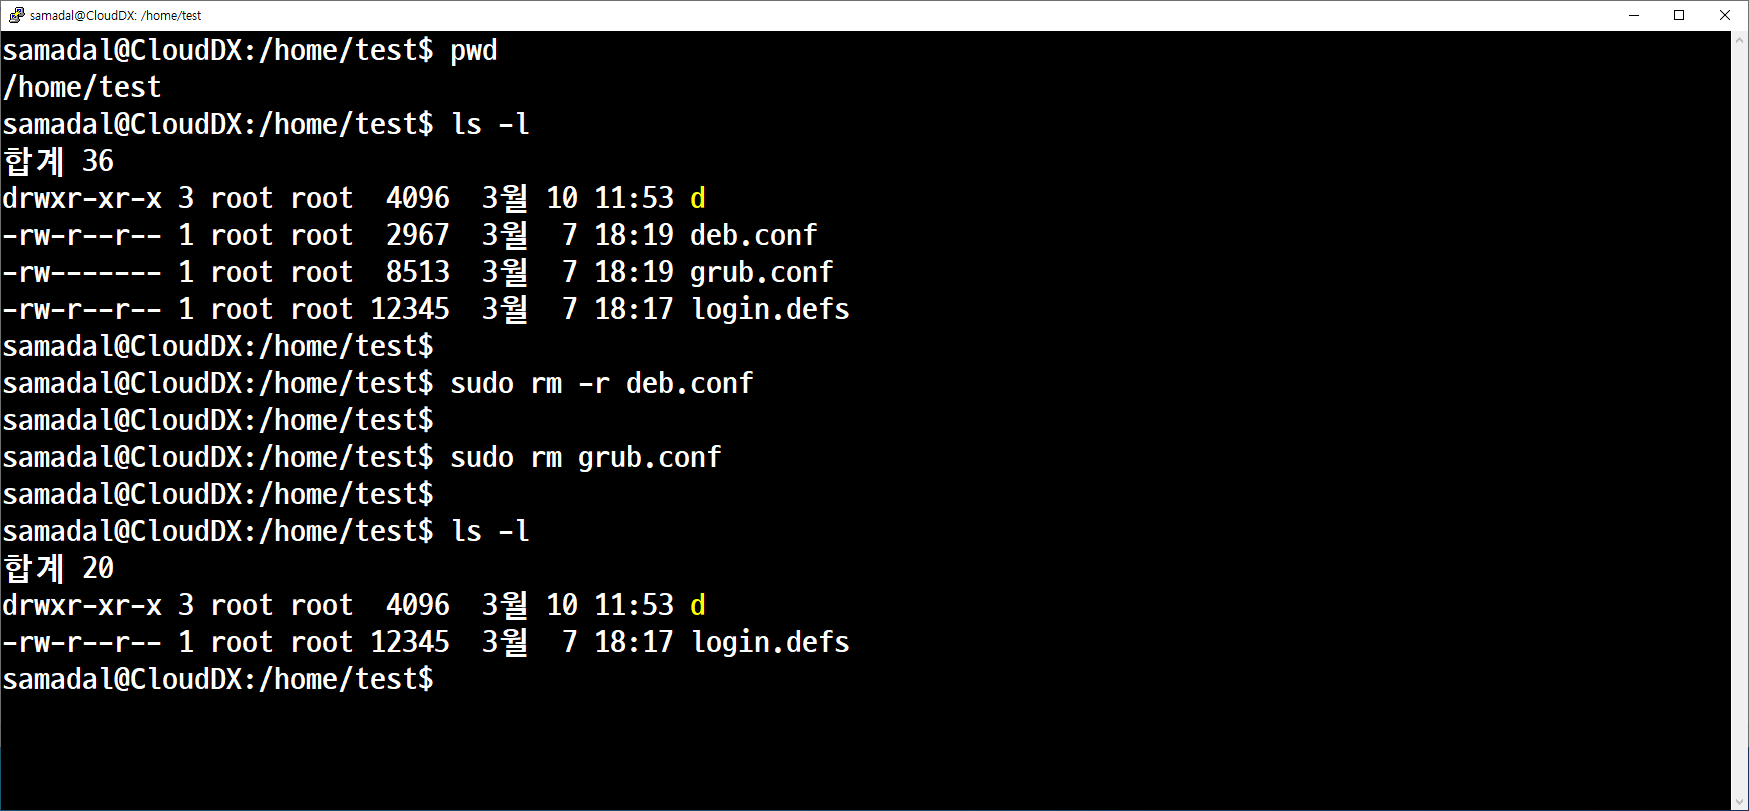 samadal@CloudDX: /home/test
samadal@CloudDX:/home/test$ pwd
/home/test
samadal@CloudDX:/home/test$ ls -l
합계 36
drwxr-xr-x 3 root root  4096  3월 10 11:53 d
-rw-r--r-- 1 root root  2967  3월  7 18:19 deb.conf
-rw------- 1 root root  8513  3월  7 18:19 grub.conf
-rw-r--r-- 1 root root 12345  3월  7 18:17 login.defs
samadal@CloudDX:/home/test$
samadal@CloudDX:/home/test$ sudo rm -r deb.conf
samadal@CloudDX:/home/test$
samadal@CloudDX:/home/test$ sudo rm grub.conf
samadal@CloudDX:/home/test$
samadal@CloudDX:/home/test$ ls -l
합계 20
drwxr-xr-x 3 root root  4096  3월 10 11:53 d
-rw-r--r-- 1 root root 12345  3월  7 18:17 login.defs
samadal@CloudDX:/home/test$